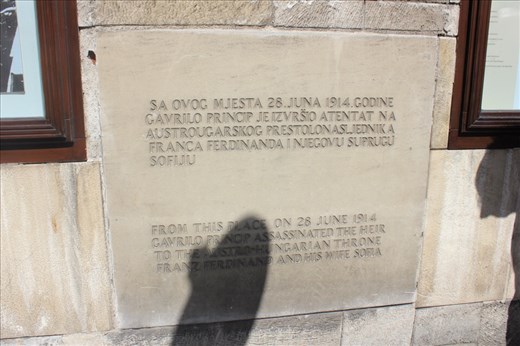 SA OVOG MJESTA 28. JUNA 1914. GODINE
GAVRILO PRINCIP JE IZVRŠIO ATENTAT NA
AUSTROUGARSKOG PRESTOLONASLJEDNIKA
FRANCA FERDINANDA I NJEGOVU SUPRUGU
SOFIJU
FROM THIS PLACE ON 28 JUNE 1914
GAVRILO PRINCIP ASSASSINATED THE HEIR
TO THE AUSTRO-HUNGARIAN THRONE
FRANZ FERDINAND AND HIS WIFE SOFIA